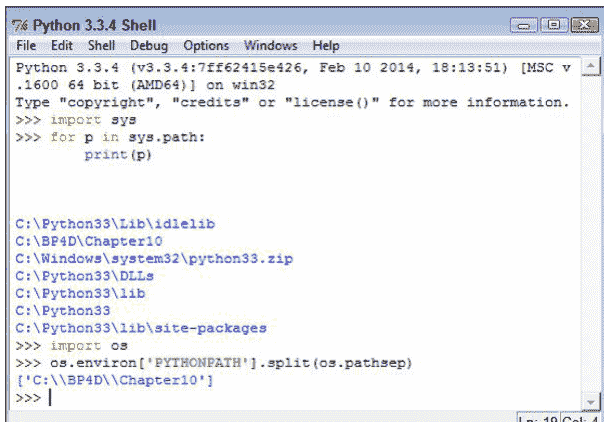 Python 3.3.4 Shell
File Edit Shell Debug Options Windows Help
Python 3.3.4 (v3.3.4:7ff62415e426, Feb 10 2014, 18:13:51) [MSC v
.1600 64 bit (AMD64)] on win32
Type "copyright", "credits" or "license()" for more information.
>>> import sys
>>> for p in sys.path:
        print(p)
C:\Python33\Lib\idlelib
C:\BP4D\Chapter10
C:\Windows\system32\python33.zip
C:\Python33\DLLs
C:\Python33\lib
C:\Python33
C:\Python33\lib\site-packages
>>> import os
>>> os.environ['PYTHONPATH'].split(os.pathsep)
['C:\\BP4D\\Chapter10']
>>>
Ln: 19 Col: 4